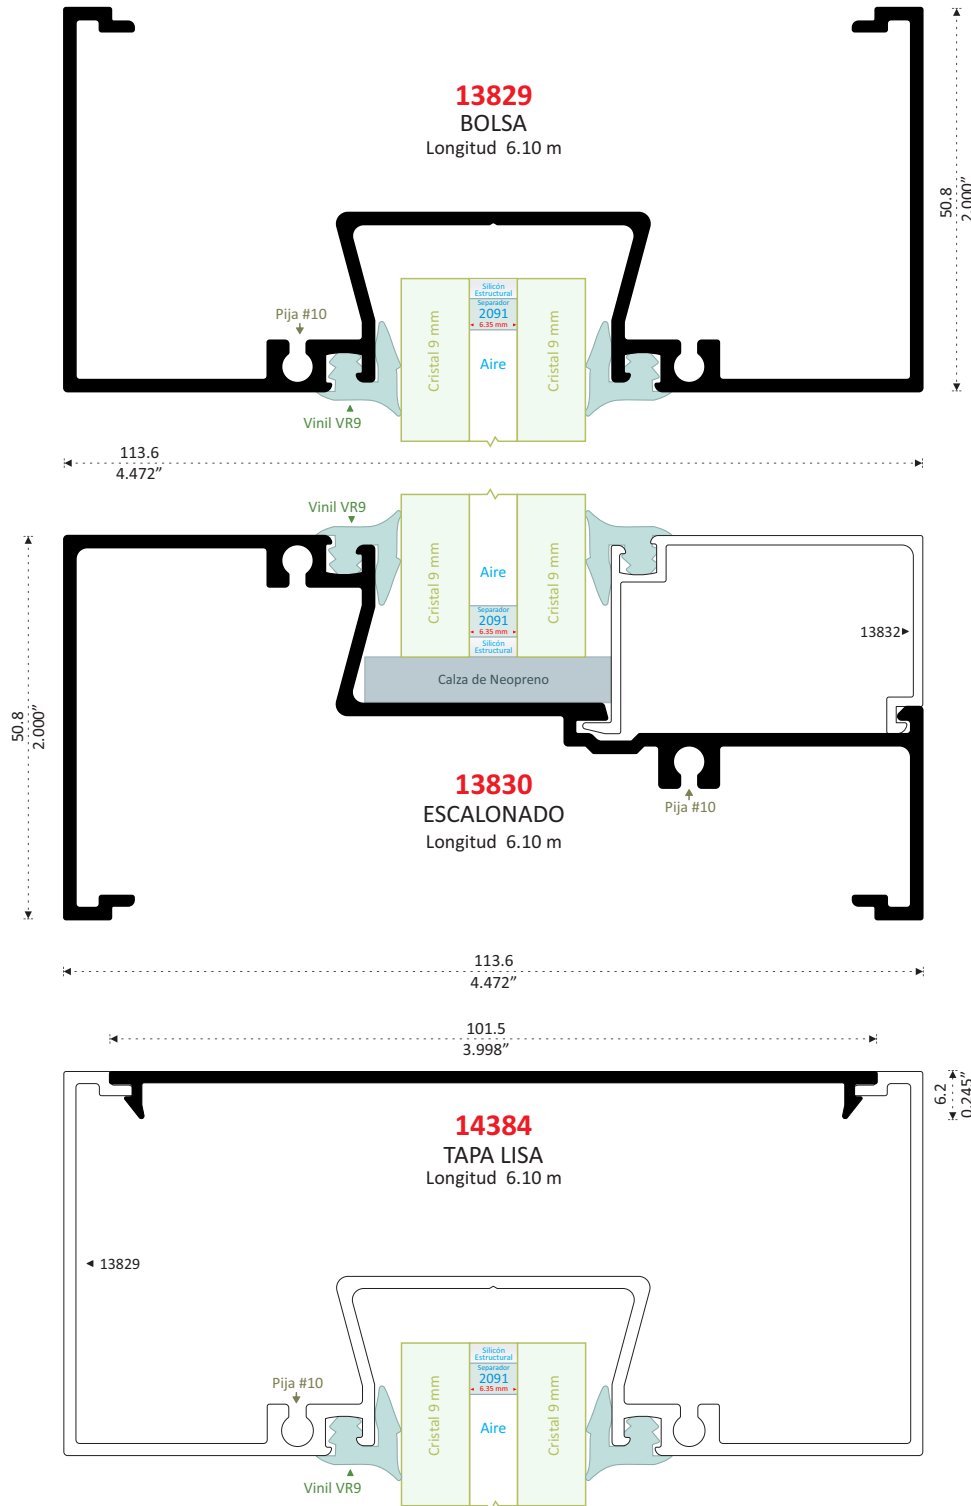 13829
BOLSA
Longitud 6.10 m
50.8
2.000”
Silicón
Estructural
Separador
2091
6.35 mm
Cristal 9 mm
Aire
Cristal 9 mm
Pija #10
Vinil VR9
113.6
4.472”
Vinil VR9
Cristal 9 mm
Aire
Cristal 9 mm
Separador
2091
6.35 mm
Silicón
Estructural
Calza de Neopreno
13832
50.8
2.000”
13830
ESCALONADO
Longitud 6.10 m
Pija #10
113.6
4.472”
101.5
3.998”
6.2
0.245”
14384
TAPA LISA
Longitud 6.10 m
13829
Silicón
Estructural
Separador
2091
6.35 mm
Cristal 9 mm
Aire
Cristal 9 mm
Pija #10
Vinil VR9